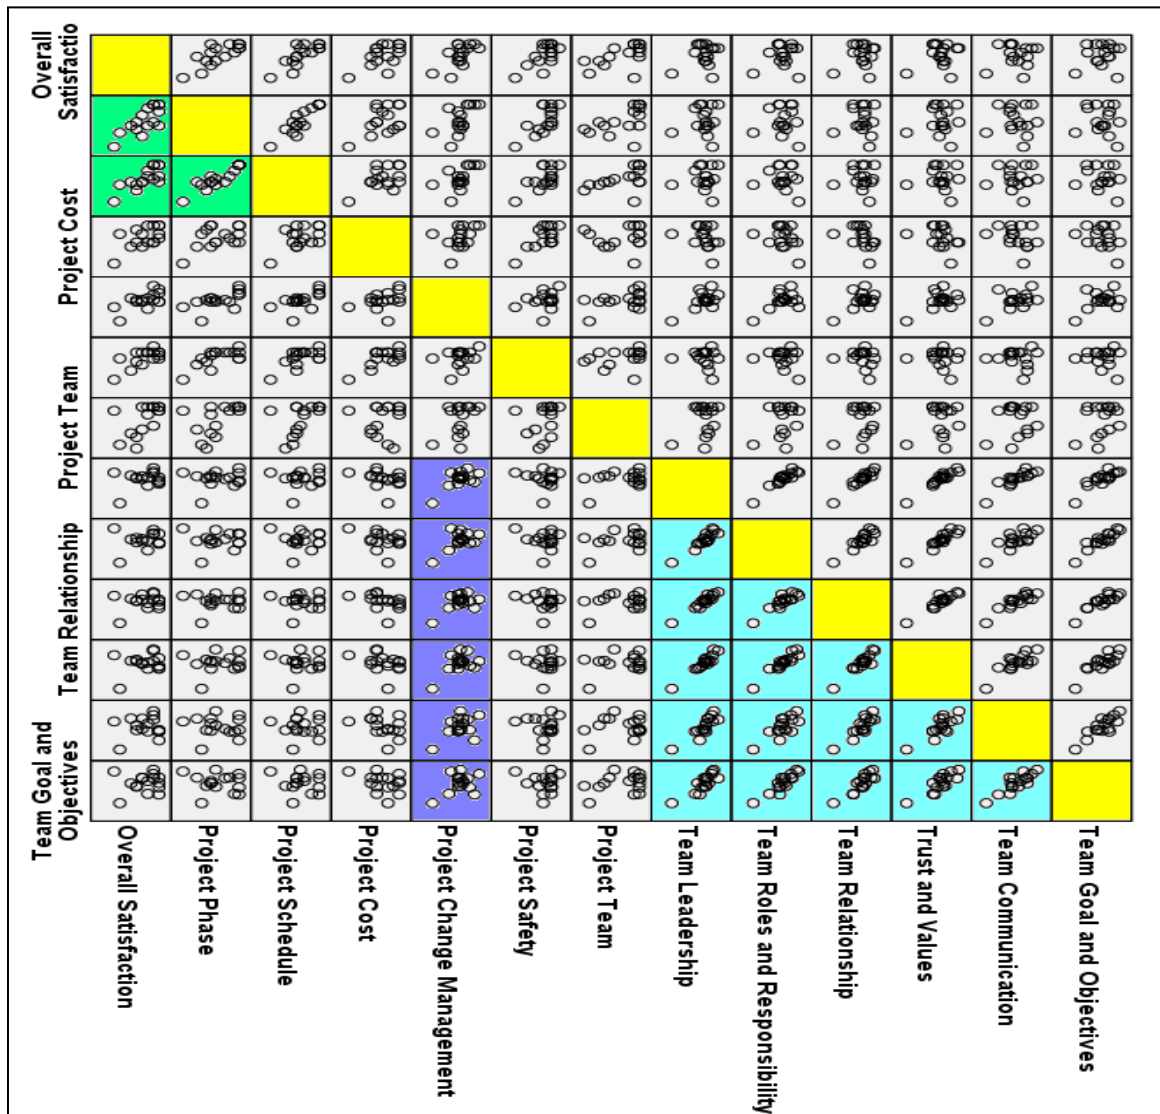 Overall
Satisfactio
Project Cost
Project Team
Team Relationship
Team Goal and
Objectives
Overall Satisfaction
Project Phase
Project Schedule
Project Cost
Project Change Management
Project Safety
Project Team
Team Leadership
Team Roles and Responsibility
Team Relationship
Trust and Values
Team Communication
Team Goal and Objectives